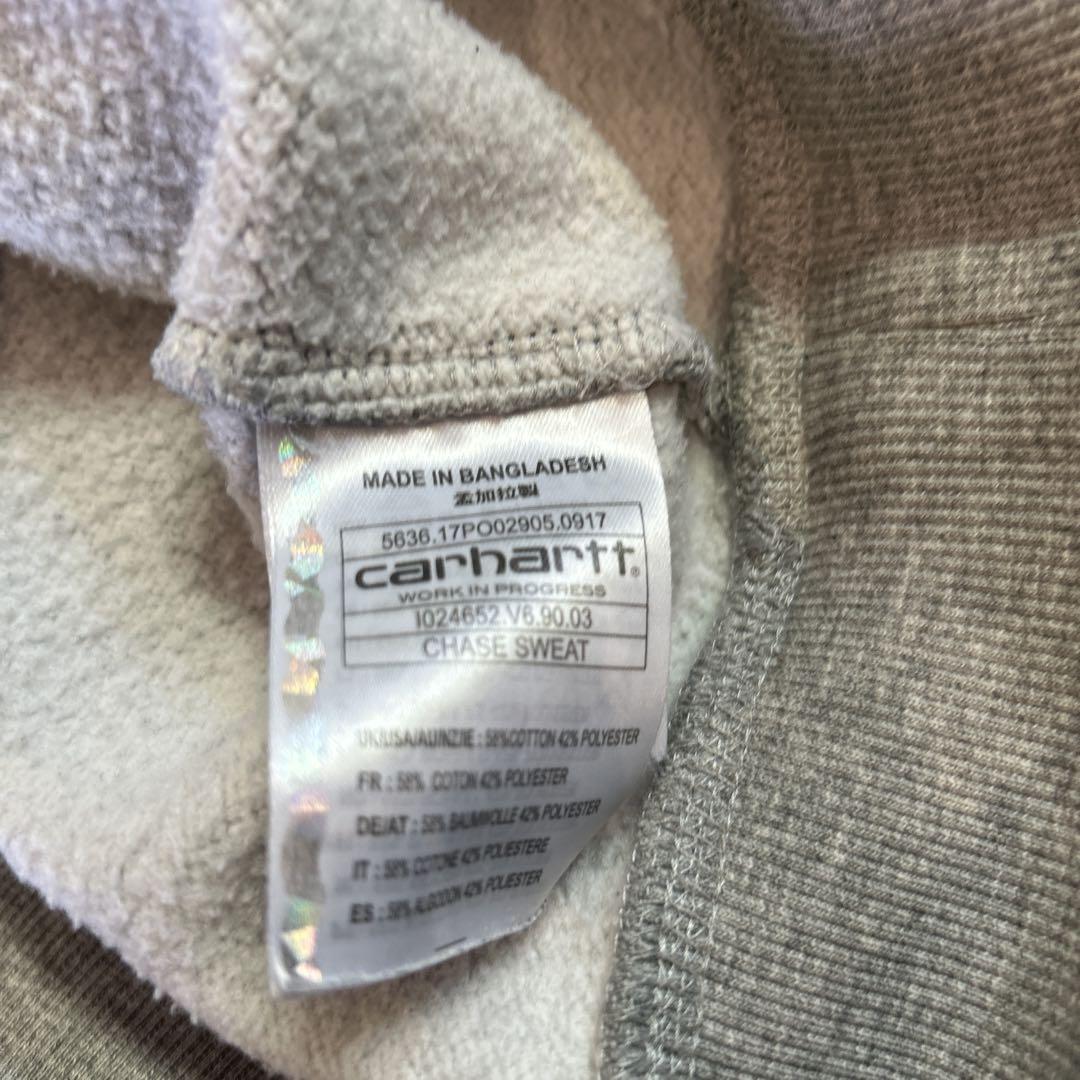 MADE IN BANGLADESH
孟加拉製
5636.17PO02905.0917
carhartt®
WORK IN PROGRESS
I024652.V6.90.03
CHASE SWEAT
UK/USA/AU/NZ/IE : 58%COTTON 42% POLYESTER
FR : 58% COTON 42% POLYESTER
DE/AT : 58% BAUMWOLLE 42% POLYESTER
IT : 58% COTONE 42% POLIESTERE
ES : 58% ALGODON 42% POLIESTER